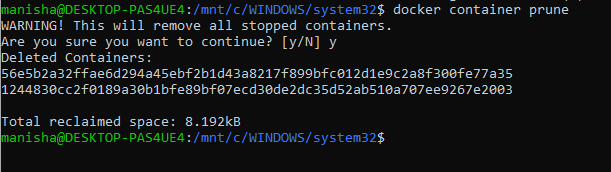 manisha@DESKTOP-PAS4UE4:/mnt/c/WINDOWS/system32$ docker container prune
WARNING! This will remove all stopped containers.
Are you sure you want to continue? [y/N] y
Deleted Containers:
56e5b2a32ffae6d294a45ebf2b1d43a8217f899bfc012d1e9c2a8f300fe77a35
1244830cc2f0189a30b1bfe89bf07ecd30de2dc35d52ab510a707ee9267e2003
Total reclaimed space: 8.192kB
manisha@DESKTOP-PAS4UE4:/mnt/c/WINDOWS/system32$